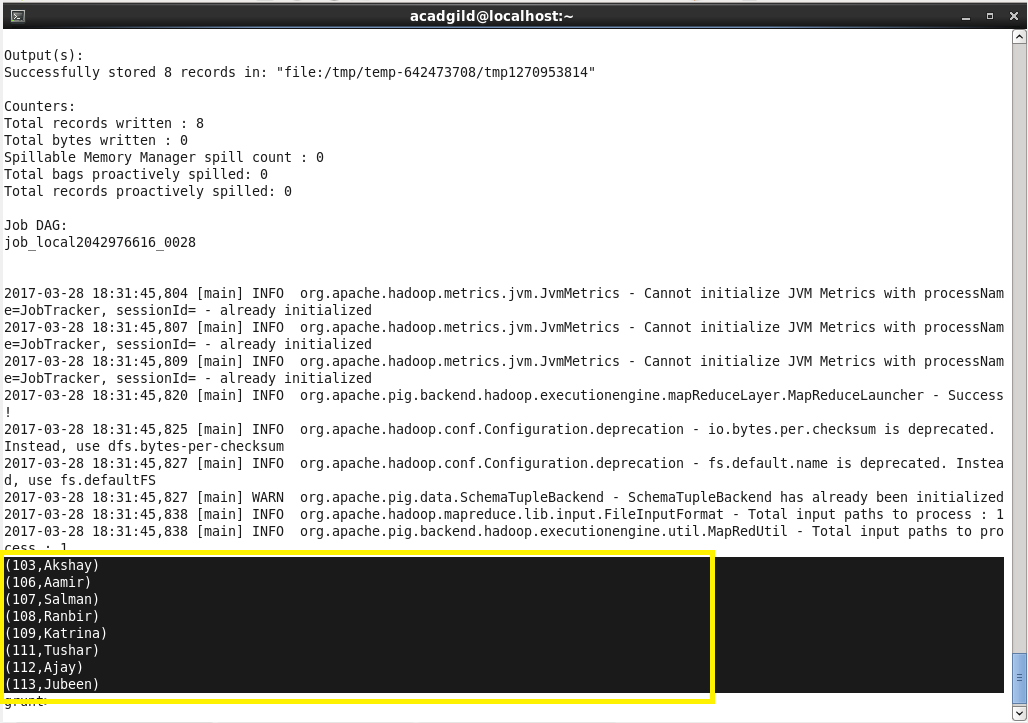 acadgild@localhost:~
Output(s):
Successfully stored 8 records in: "file:/tmp/temp-642473708/tmp1270953814"
Counters:
Total records written : 8
Total bytes written : 0
Spillable Memory Manager spill count : 0
Total bags proactively spilled: 0
Total records proactively spilled: 0
Job DAG:
job_local2042976616_0028
2017-03-28 18:31:45,804 [main] INFO  org.apache.hadoop.metrics.jvm.JvmMetrics - Cannot initialize JVM Metrics with processNam
e=JobTracker, sessionId= - already initialized
2017-03-28 18:31:45,807 [main] INFO  org.apache.hadoop.metrics.jvm.JvmMetrics - Cannot initialize JVM Metrics with processNam
e=JobTracker, sessionId= - already initialized
2017-03-28 18:31:45,809 [main] INFO  org.apache.hadoop.metrics.jvm.JvmMetrics - Cannot initialize JVM Metrics with processNam
e=JobTracker, sessionId= - already initialized
2017-03-28 18:31:45,820 [main] INFO  org.apache.pig.backend.hadoop.executionengine.mapReduceLayer.MapReduceLauncher - Success
!
2017-03-28 18:31:45,825 [main] INFO  org.apache.hadoop.conf.Configuration.deprecation - io.bytes.per.checksum is deprecated.
Instead, use dfs.bytes-per-checksum
2017-03-28 18:31:45,827 [main] INFO  org.apache.hadoop.conf.Configuration.deprecation - fs.default.name is deprecated. Instea
d, use fs.defaultFS
2017-03-28 18:31:45,827 [main] WARN  org.apache.pig.data.SchemaTupleBackend - SchemaTupleBackend has already been initialized
2017-03-28 18:31:45,838 [main] INFO  org.apache.hadoop.mapreduce.lib.input.FileInputFormat - Total input paths to process : 1
2017-03-28 18:31:45,838 [main] INFO  org.apache.pig.backend.hadoop.executionengine.util.MapRedUtil - Total input paths to pro
cess : 1
(103,Akshay)
(106,Aamir)
(107,Salman)
(108,Ranbir)
(109,Katrina)
(111,Tushar)
(112,Ajay)
(113,Jubeen)
grunt>